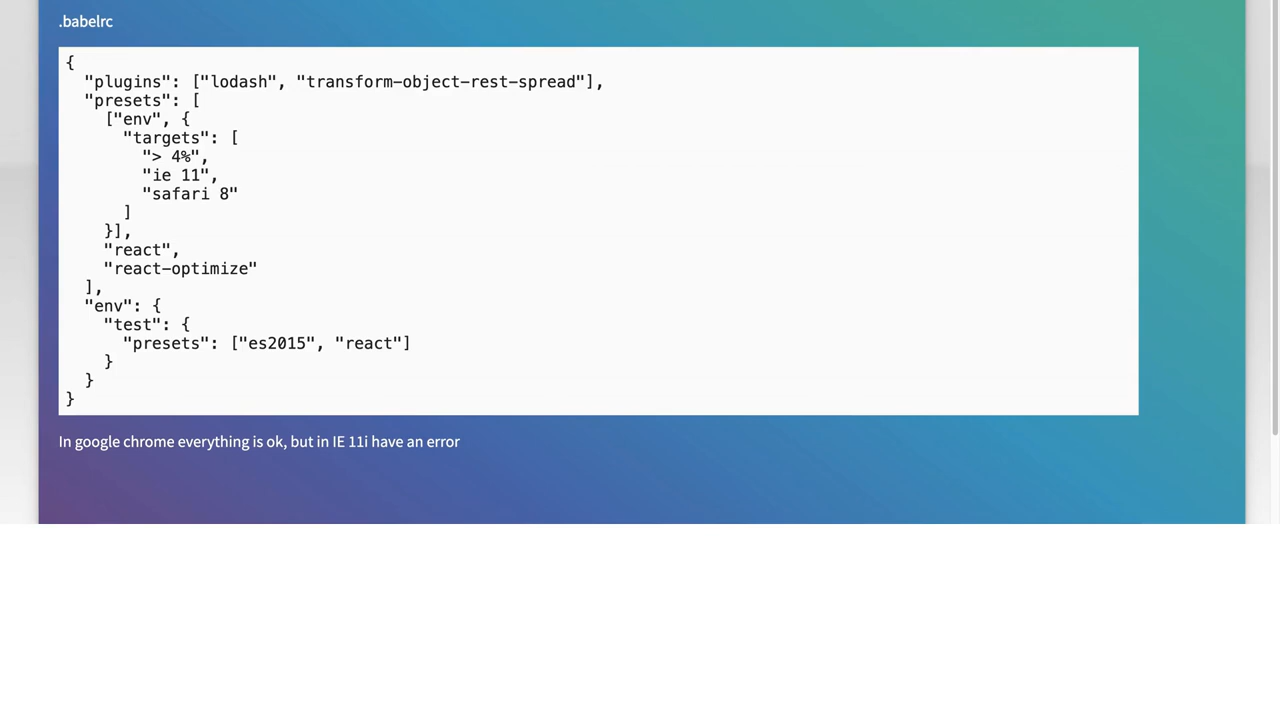 .babelrc
{
  "plugins": ["lodash", "transform-object-rest-spread"],
  "presets": [
    ["env", {
      "targets": [
        "> 4%",
        "ie 11",
        "safari 8"
      ]
    }],
    "react",
    "react-optimize"
  ],
  "env": {
    "test": {
      "presets": ["es2015", "react"]
    }
  }
}
In google chrome everything is ok, but in IE 11i have an error